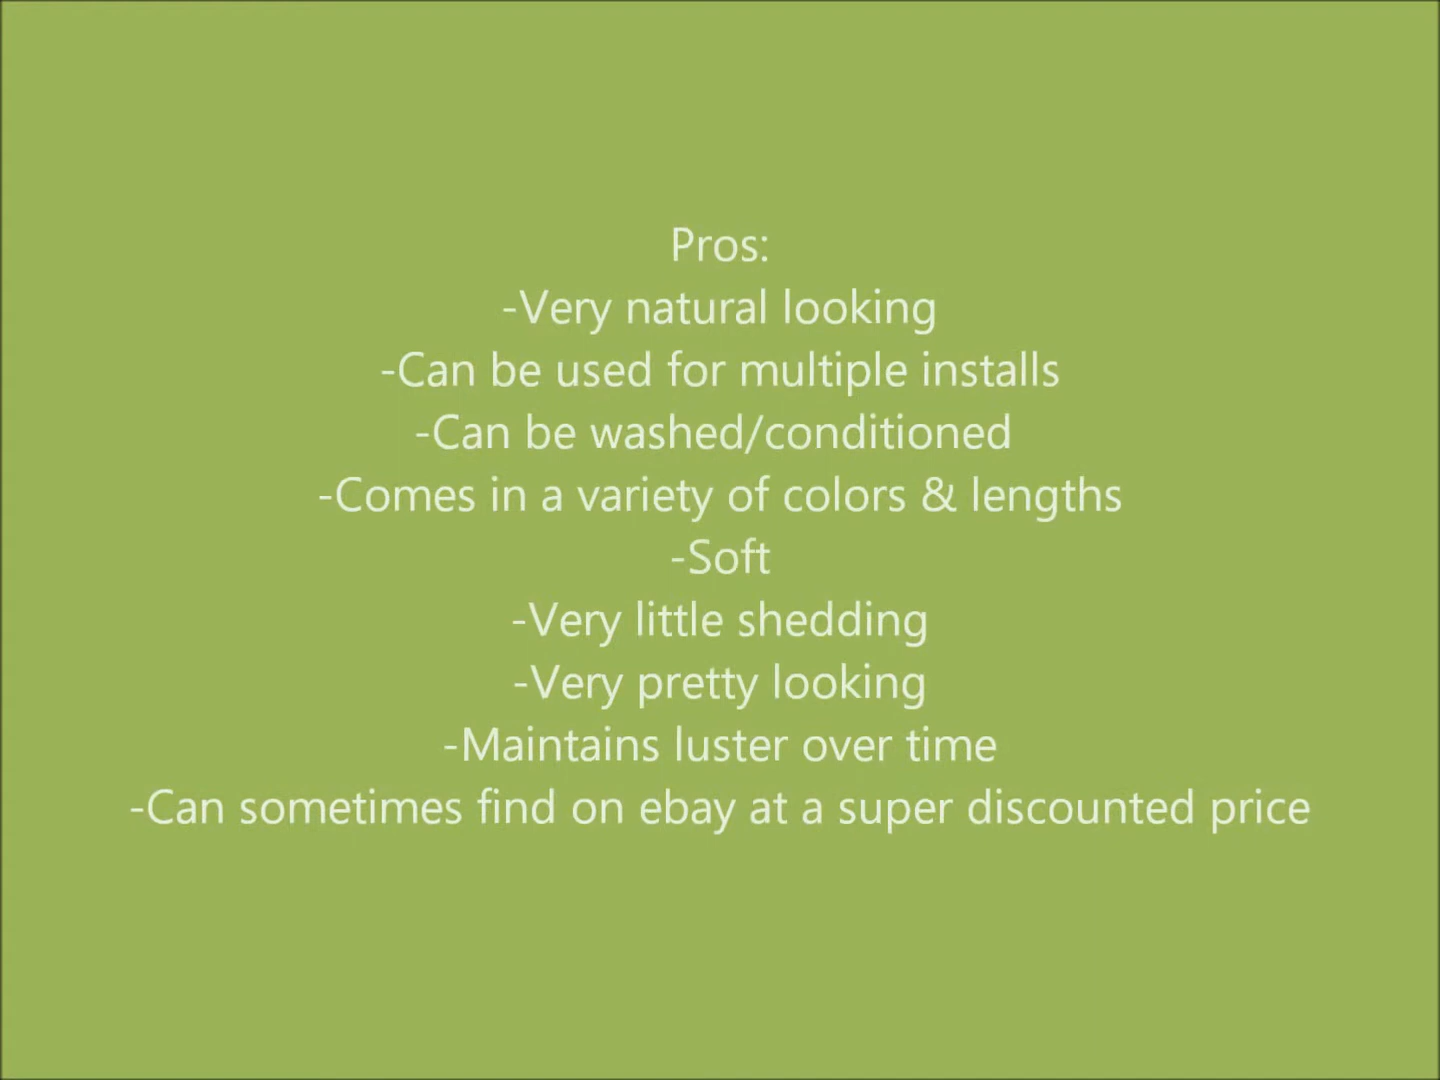 Pros:
-Very natural looking
-Can be used for multiple installs
-Can be washed/conditioned
-Comes in a variety of colors & lengths
-Soft
-Very little shedding
-Very pretty looking
-Maintains luster over time
-Can sometimes find on ebay at a super discounted price